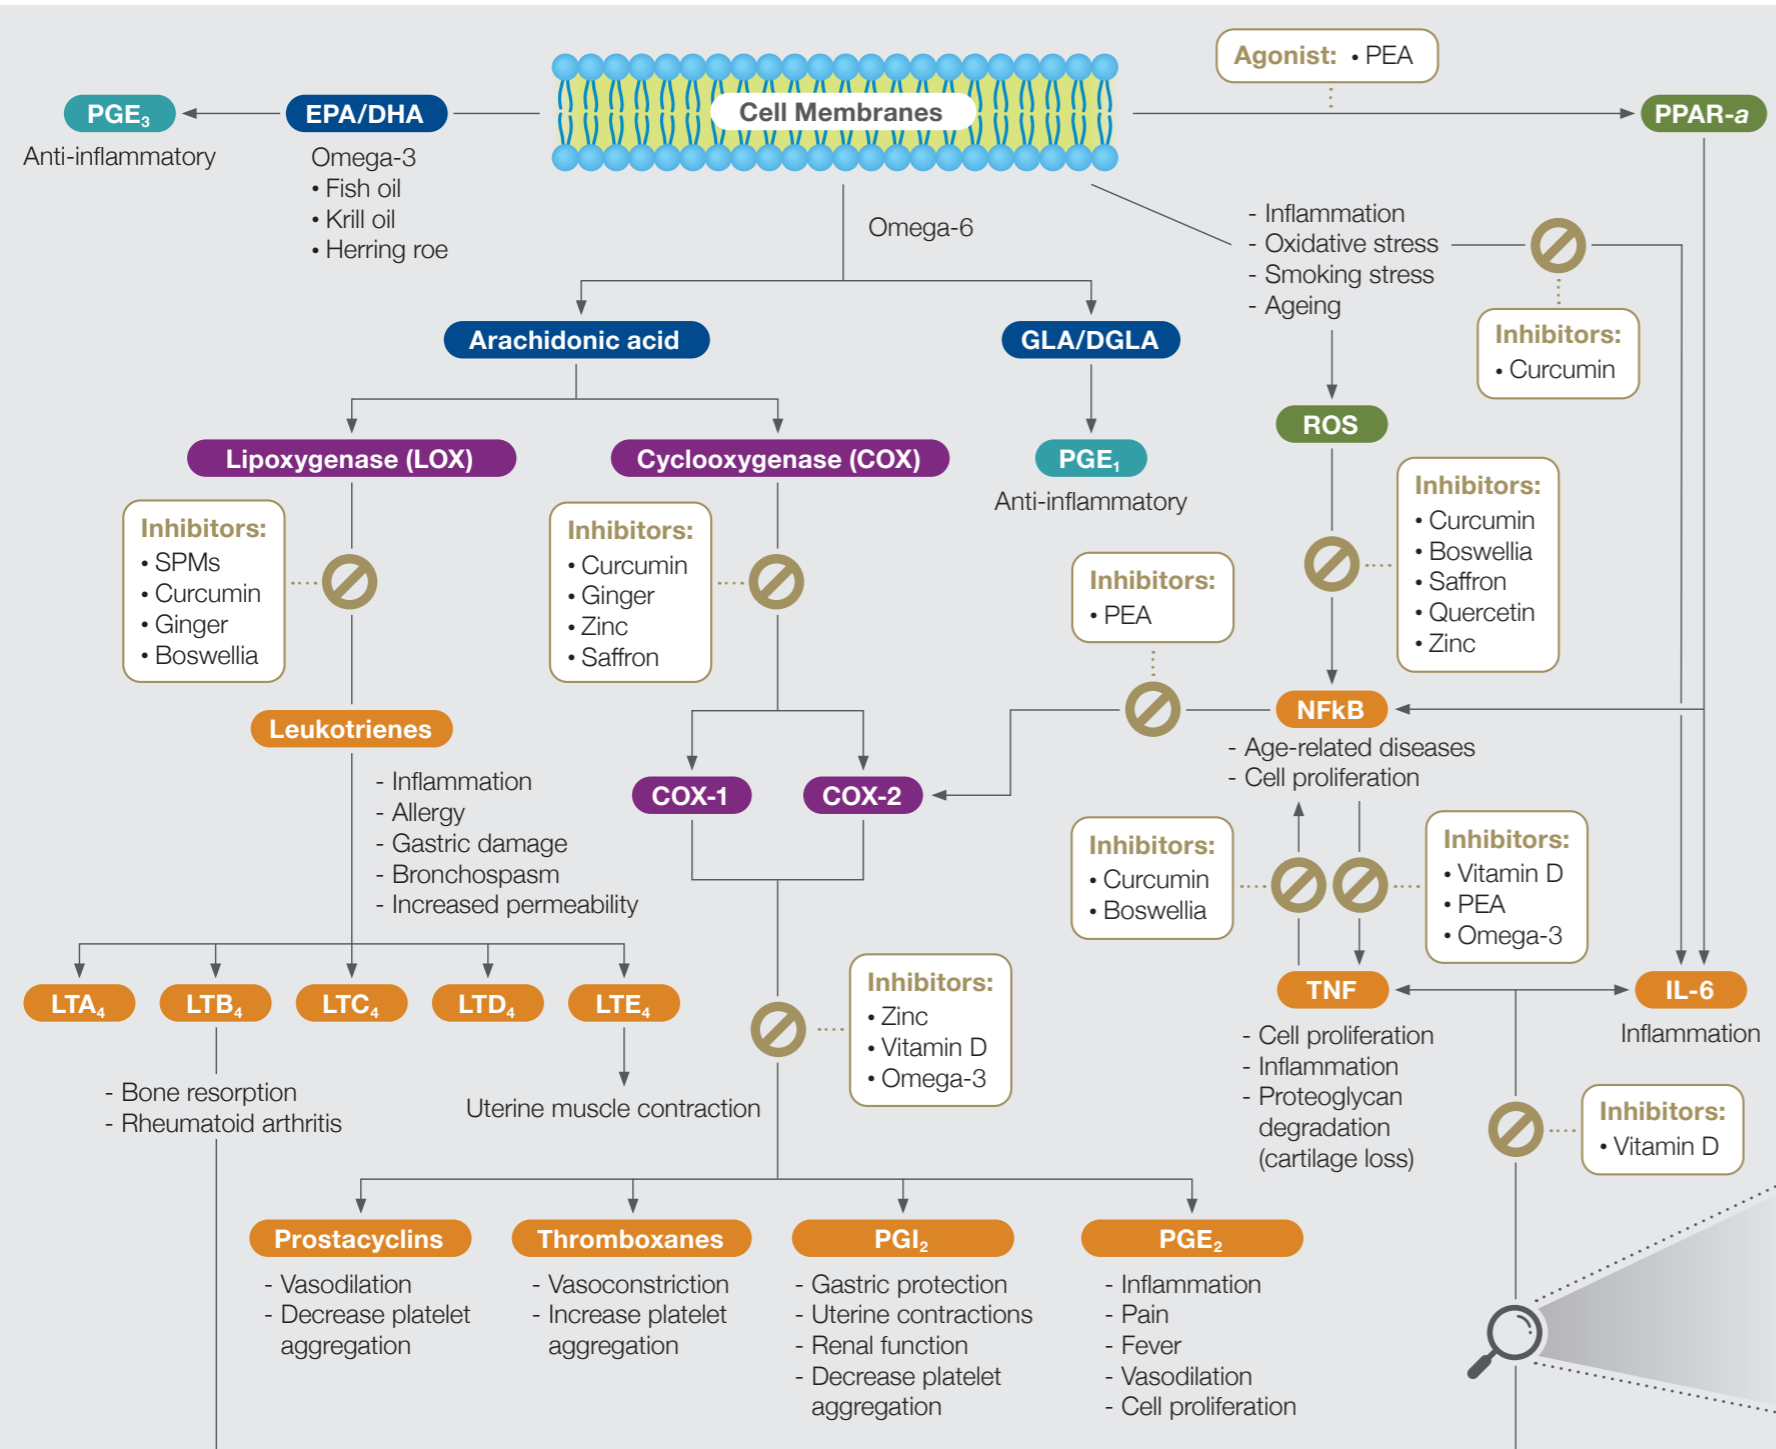 Agonist: • PEA
Cell Membranes
PGE₃
Anti-inflammatory
EPA/DHA
Omega-3
• Fish oil
• Krill oil
• Herring roe
PPAR-a
Omega-6
- Inflammation
- Oxidative stress
- Smoking stress
- Ageing
Inhibitors:
• Curcumin
Arachidonic acid
GLA/DGLA
ROS
Lipoxygenase (LOX)
Cyclooxygenase (COX)
PGE₁
Anti-inflammatory
Inhibitors:
• SPMs
• Curcumin
• Ginger
• Boswellia
Inhibitors:
• Curcumin
• Ginger
• Zinc
• Saffron
Inhibitors:
• PEA
Inhibitors:
• Curcumin
• Boswellia
• Saffron
• Quercetin
• Zinc
Leukotrienes
- Inflammation
- Allergy
- Gastric damage
- Bronchospasm
- Increased permeability
COX-1
COX-2
NFkB
- Age-related diseases
- Cell proliferation
Inhibitors:
• Curcumin
• Boswellia
Inhibitors:
• Vitamin D
• PEA
• Omega-3
LTA₄
LTB₄
LTC₄
LTD₄
LTE₄
- Bone resorption
- Rheumatoid arthritis
Uterine muscle contraction
Inhibitors:
• Zinc
• Vitamin D
• Omega-3
TNF
- Cell proliferation
- Inflammation
- Proteoglycan
degradation
(cartilage loss)
IL-6
Inflammation
Inhibitors:
• Vitamin D
Prostacyclins
- Vasodilation
- Decrease platelet
aggregation
Thromboxanes
- Vasoconstriction
- Increase platelet
aggregation
PGI₂
- Gastric protection
- Uterine contractions
- Renal function
- Decrease platelet
aggregation
PGE₂
- Inflammation
- Pain
- Fever
- Vasodilation
- Cell proliferation